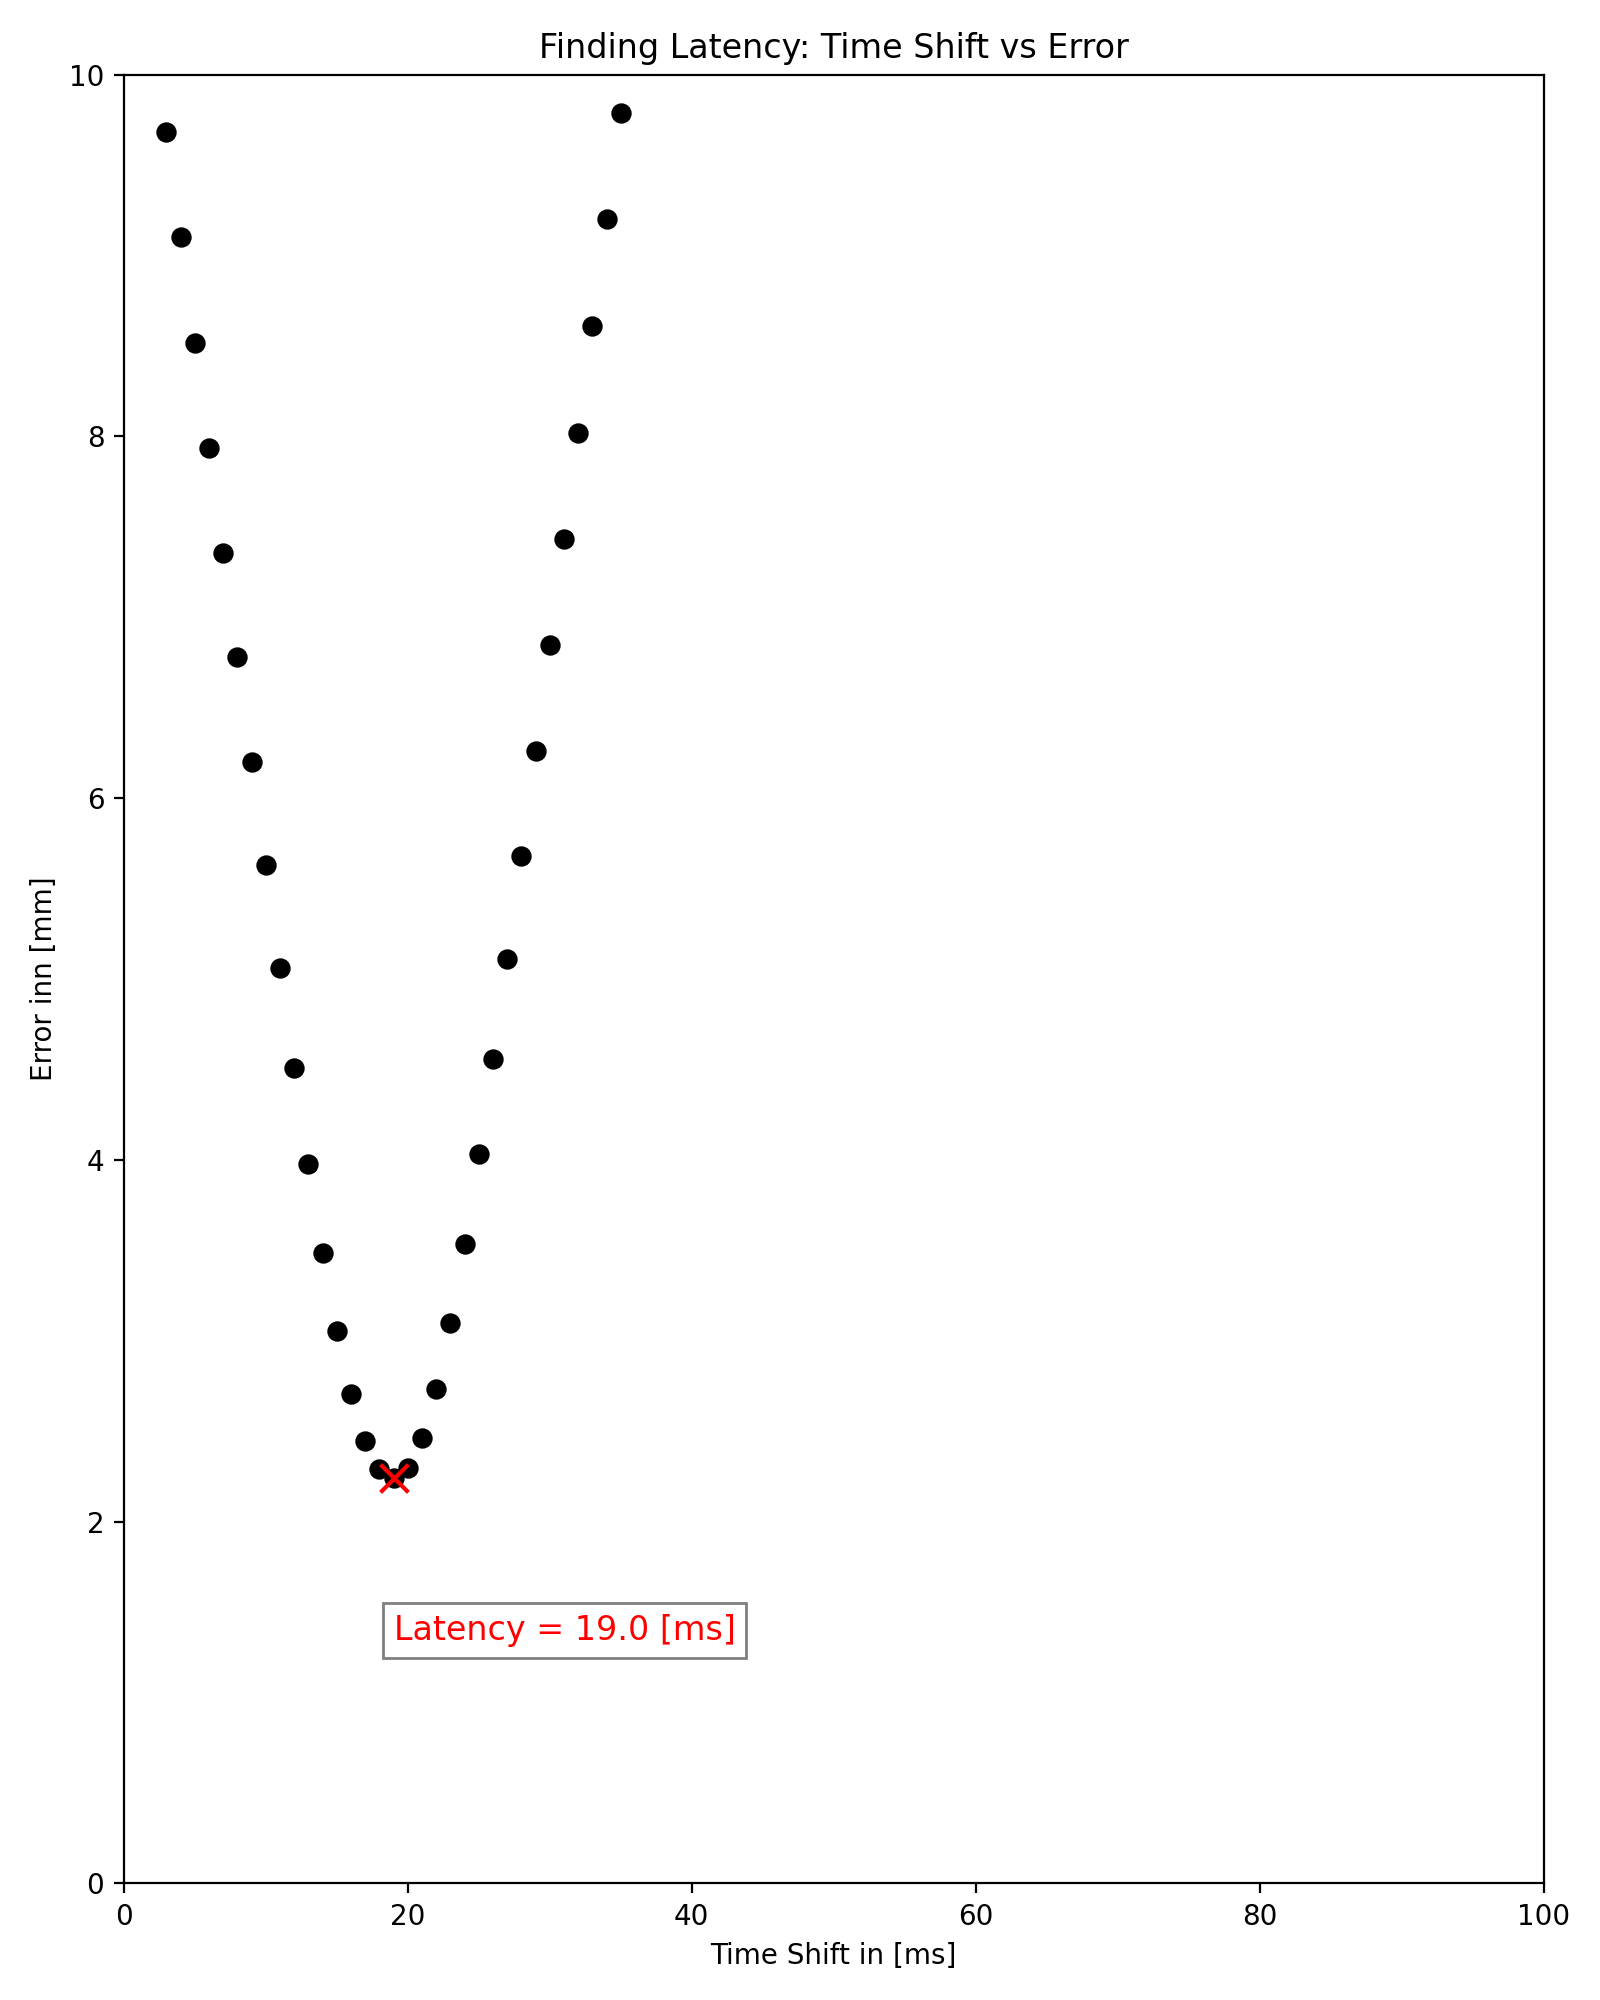 Finding Latency: Time Shift vs Error
10
8
6
4
2
0
Error inn [mm]
Latency = 19.0 [ms]
0 20 40 60 80 100
Time Shift in [ms]